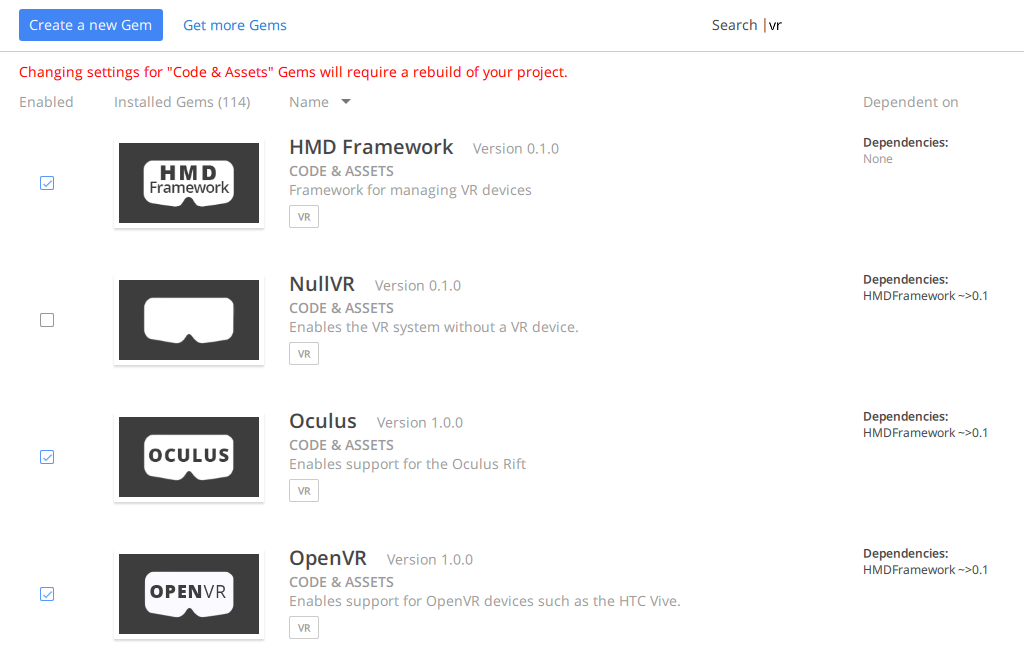 Create a new Gem Get more Gems Search |vr
Changing settings for "Code & Assets" Gems will require a rebuild of your project.
Enabled Installed Gems (114) Name Dependent on
HMD
Framework
HMD Framework Version 0.1.0
CODE & ASSETS
Framework for managing VR devices
VR
Dependencies:
None
NullVR Version 0.1.0
CODE & ASSETS
Enables the VR system without a VR device.
VR
Dependencies:
HMDFramework ~>0.1
OCULUS
Oculus Version 1.0.0
CODE & ASSETS
Enables support for the Oculus Rift
VR
Dependencies:
HMDFramework ~>0.1
OPENVR
OpenVR Version 1.0.0
CODE & ASSETS
Enables support for OpenVR devices such as the HTC Vive.
VR
Dependencies:
HMDFramework ~>0.1